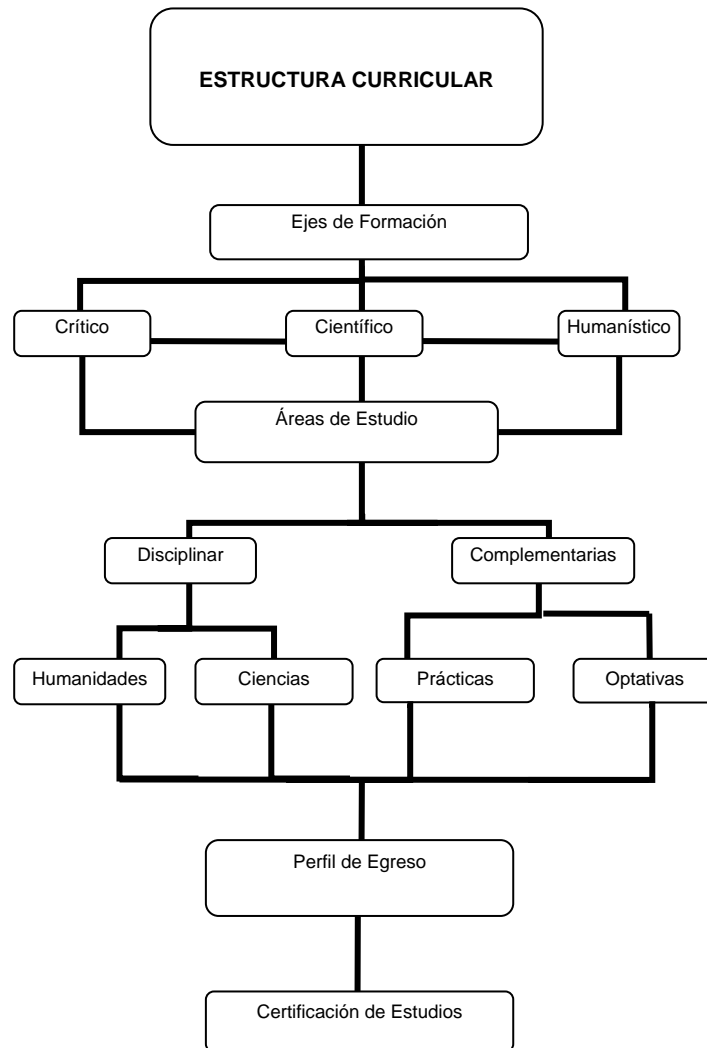 ESTRUCTURA CURRICULAR
Ejes de Formación
Crítico
Científico
Humanístico
Áreas de Estudio
Disciplinar
Complementarias
Humanidades
Ciencias
Prácticas
Optativas
Perfil de Egreso
Certificación de Estudios